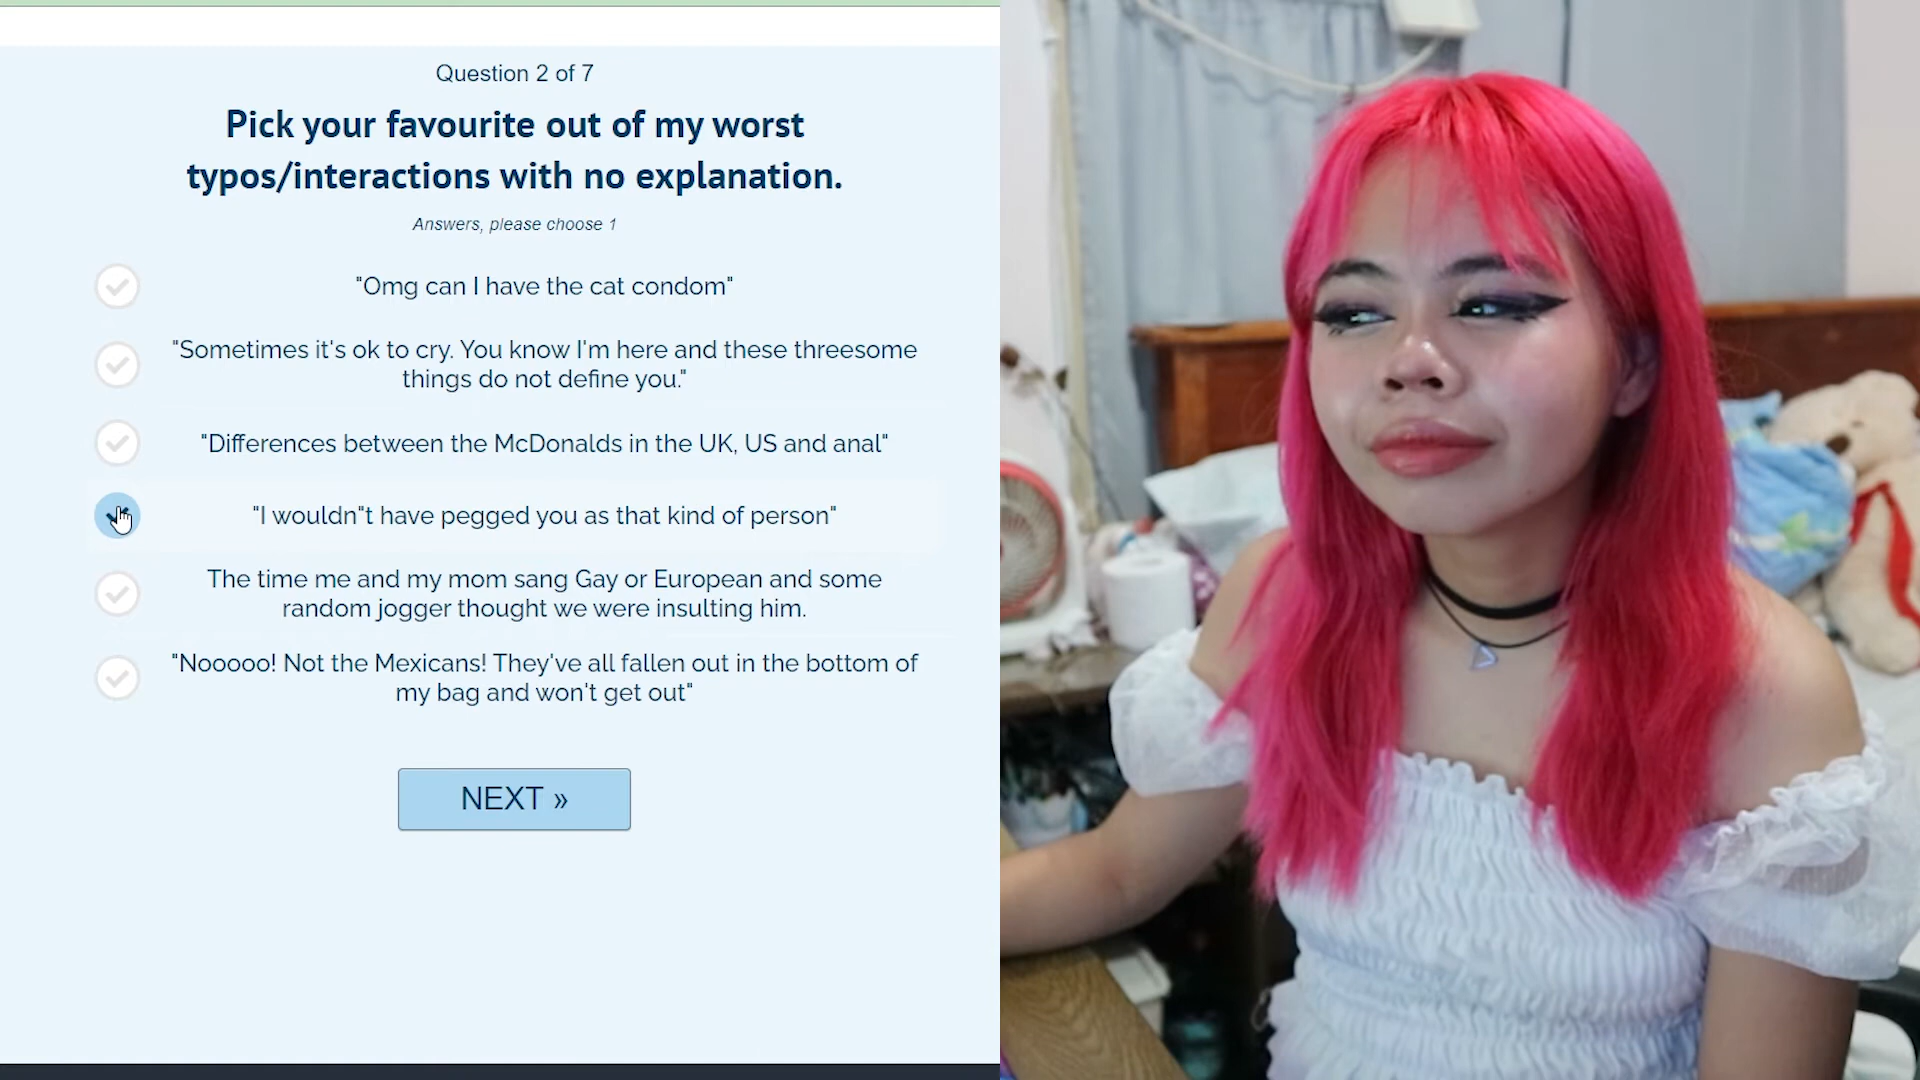 Question 2 of 7
Pick your favourite out of my worst
typos/interactions with no explanation.
Answers, please choose 1
"Omg can I have the cat condom"
"Sometimes it's ok to cry. You know I'm here and these threesome
things do not define you."
"Differences between the McDonalds in the UK, US and anal"
"I wouldn"t have pegged you as that kind of person"
The time me and my mom sang Gay or European and some
random jogger thought we were insulting him.
"Nooooo! Not the Mexicans! They've all fallen out in the bottom of
my bag and won't get out"
NEXT »